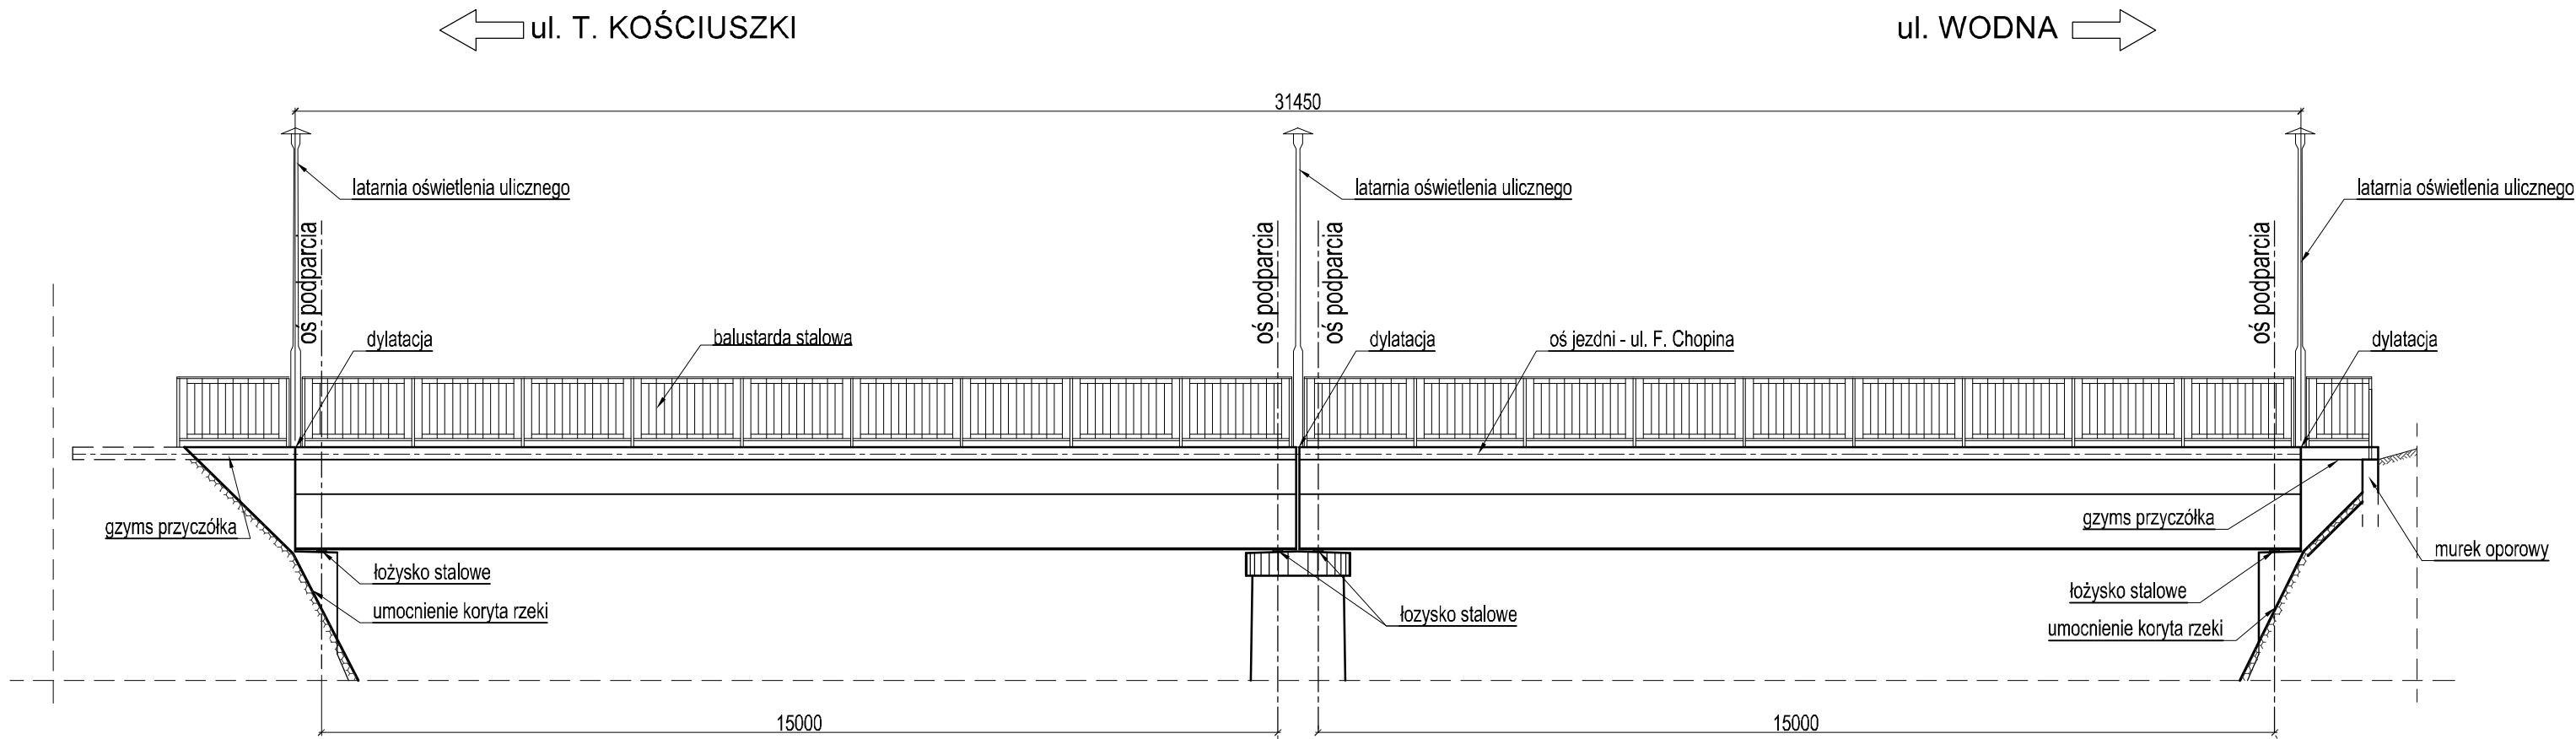 ul. T. KOŚCIUSZKI
ul. WODNA
31450
latarnia oświetlenia ulicznego
latarnia oświetlenia ulicznego
latarnia oświetlenia ulicznego
oś podparcia
oś podparcia
oś podparcia
oś podparcia
dylatacja
balustarda stalowa
dylatacja
oś jezdni - ul. F. Chopina
dylatacja
gzyms przyczółka
gzyms przyczółka
murek oporowy
łożysko stalowe
łożysko stalowe
umocnienie koryta rzeki
łozysko stalowe
umocnienie koryta rzeki
15000
15000